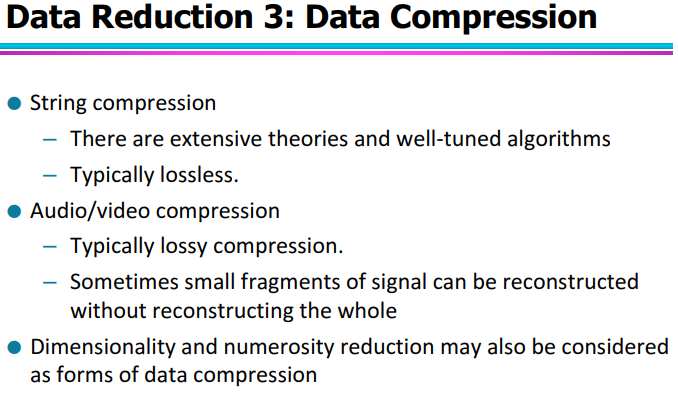 Data Reduction 3: Data Compression
● String compression
– There are extensive theories and well-tuned algorithms
– Typically lossless.
● Audio/video compression
– Typically lossy compression.
– Sometimes small fragments of signal can be reconstructed
without reconstructing the whole
● Dimensionality and numerosity reduction may also be considered
as forms of data compression